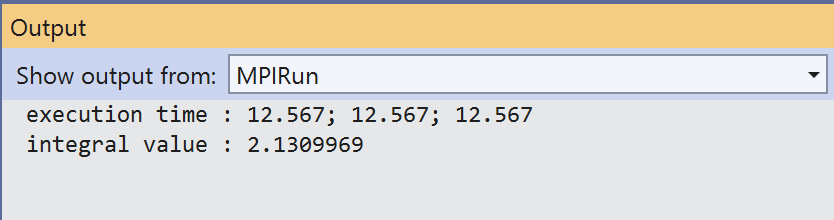 Output
Show output from: MPIRun
execution time : 12.567; 12.567; 12.567
integral value : 2.1309969